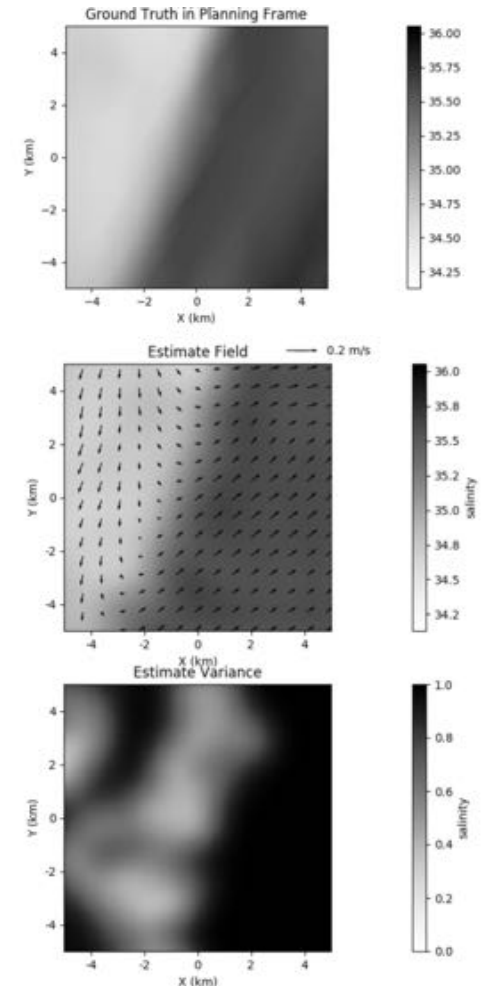 Ground Truth in Planning Frame
Y (km)
4
2
0
−2
−4
−4 −2 0 2 4
X (km)
36.00
35.75
35.50
35.25
35.00
34.75
34.50
34.25
Estimate Field
0.2 m/s
Y (km)
4
2
0
-2
-4
-4 -2 0 2 4
X (km)
36.0
35.8
35.5
35.2
35.0
34.8
34.5
34.2
salinity
Estimate Variance
Y (km)
4
2
0
-2
-4
-4 -2 0 2 4
X (km)
1.0
0.8
0.6
0.4
0.2
0.0
salinity